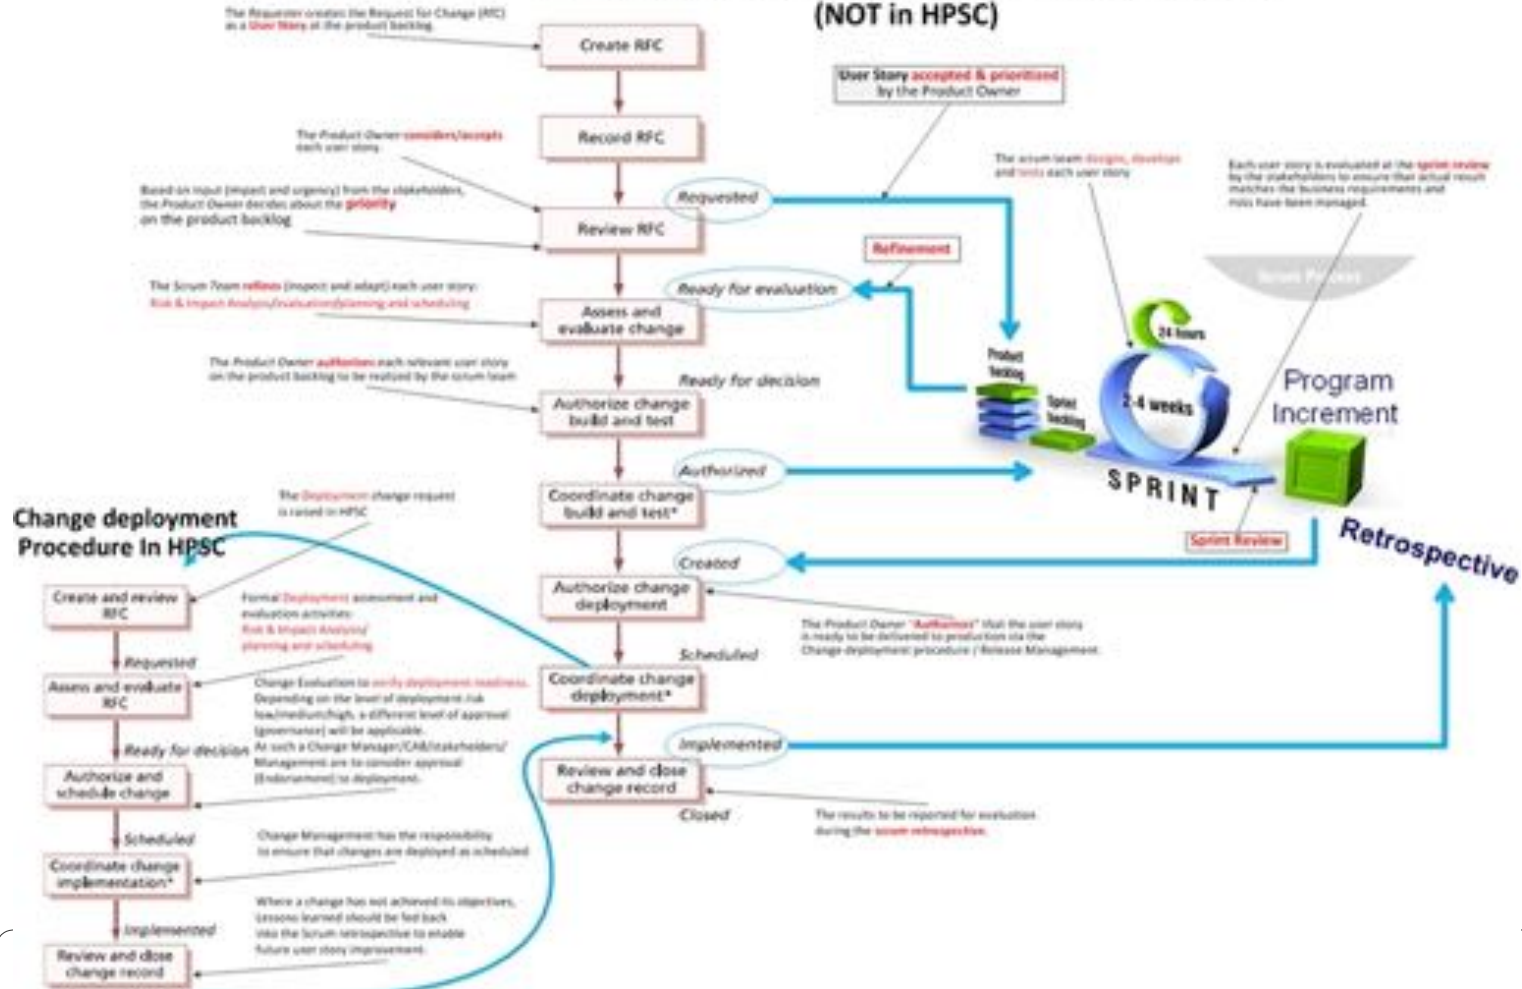 (NOT in HPSC)
The Requester creates the Request for Change (RFC)
as a User Story at the product backlog.
Create RFC
User Story accepted & prioritized
by the Product Owner
Record RFC
The Product Owner considers/accepts
each user story.
The scrum team designs, develops
and tests each user story
Each user story is evaluated at the sprint review
by the stakeholders to ensure that actual result
matches the business requirements and
risks have been managed.
Based on input (impact and urgency) from the stakeholders,
the Product Owner decides about the priority
on the product backlog
Requested
Review RFC
Refinement
Scrum Process
The Scrum Team refines (inspect and adapt) each user story:
Risk & Impact Analysis/evaluation/planning and scheduling
Ready for evaluation
Assess and
evaluate change
24 hours
The Product Owner authorizes each relevant user story
on the product backlog to be realized by the scrum team
Ready for decision
Product
backlog
Sprint
backlog
2-4 weeks
Program
Increment
Authorize change
build and test
Authorized
SPRINT
Coordinate change
build and test*
The Deployment change request
is raised in HPSC
Change deployment
Procedure In HPSC
Sprint Review
Retrospective
Created
Authorize change
deployment
Create and review
RFC
Formal Deployment assessment and
evaluation activities:
Risk & Impact Analysis/
planning and scheduling
The Product Owner "Authorizes" that the user story
is ready to be delivered to production via the
Change deployment procedure / Release Management
Requested
Scheduled
Assess and evaluate
RFC
Coordinate change
deployment*
Change Evaluation to verify deployment readiness.
Depending on the level of deployment risk
low/medium/high, a different level of approval
(governance) will be applicable.
As such a Change Manager/CAB/stakeholders/
Management are to consider approval
(Endorsement) to deployment.
Ready for decision
Implemented
Authorize and
schedule change
Review and close
change record
Closed
The results to be reported for evaluation
during the scrum retrospective.
Scheduled
Change Management has the responsibility
to ensure that changes are deployed as scheduled
Coordinate change
implementation*
Where a change has not achieved its objectives,
Lessons learned should be fed back
into the Scrum retrospective to enable
future user story improvement.
Implemented
Review and close
change record